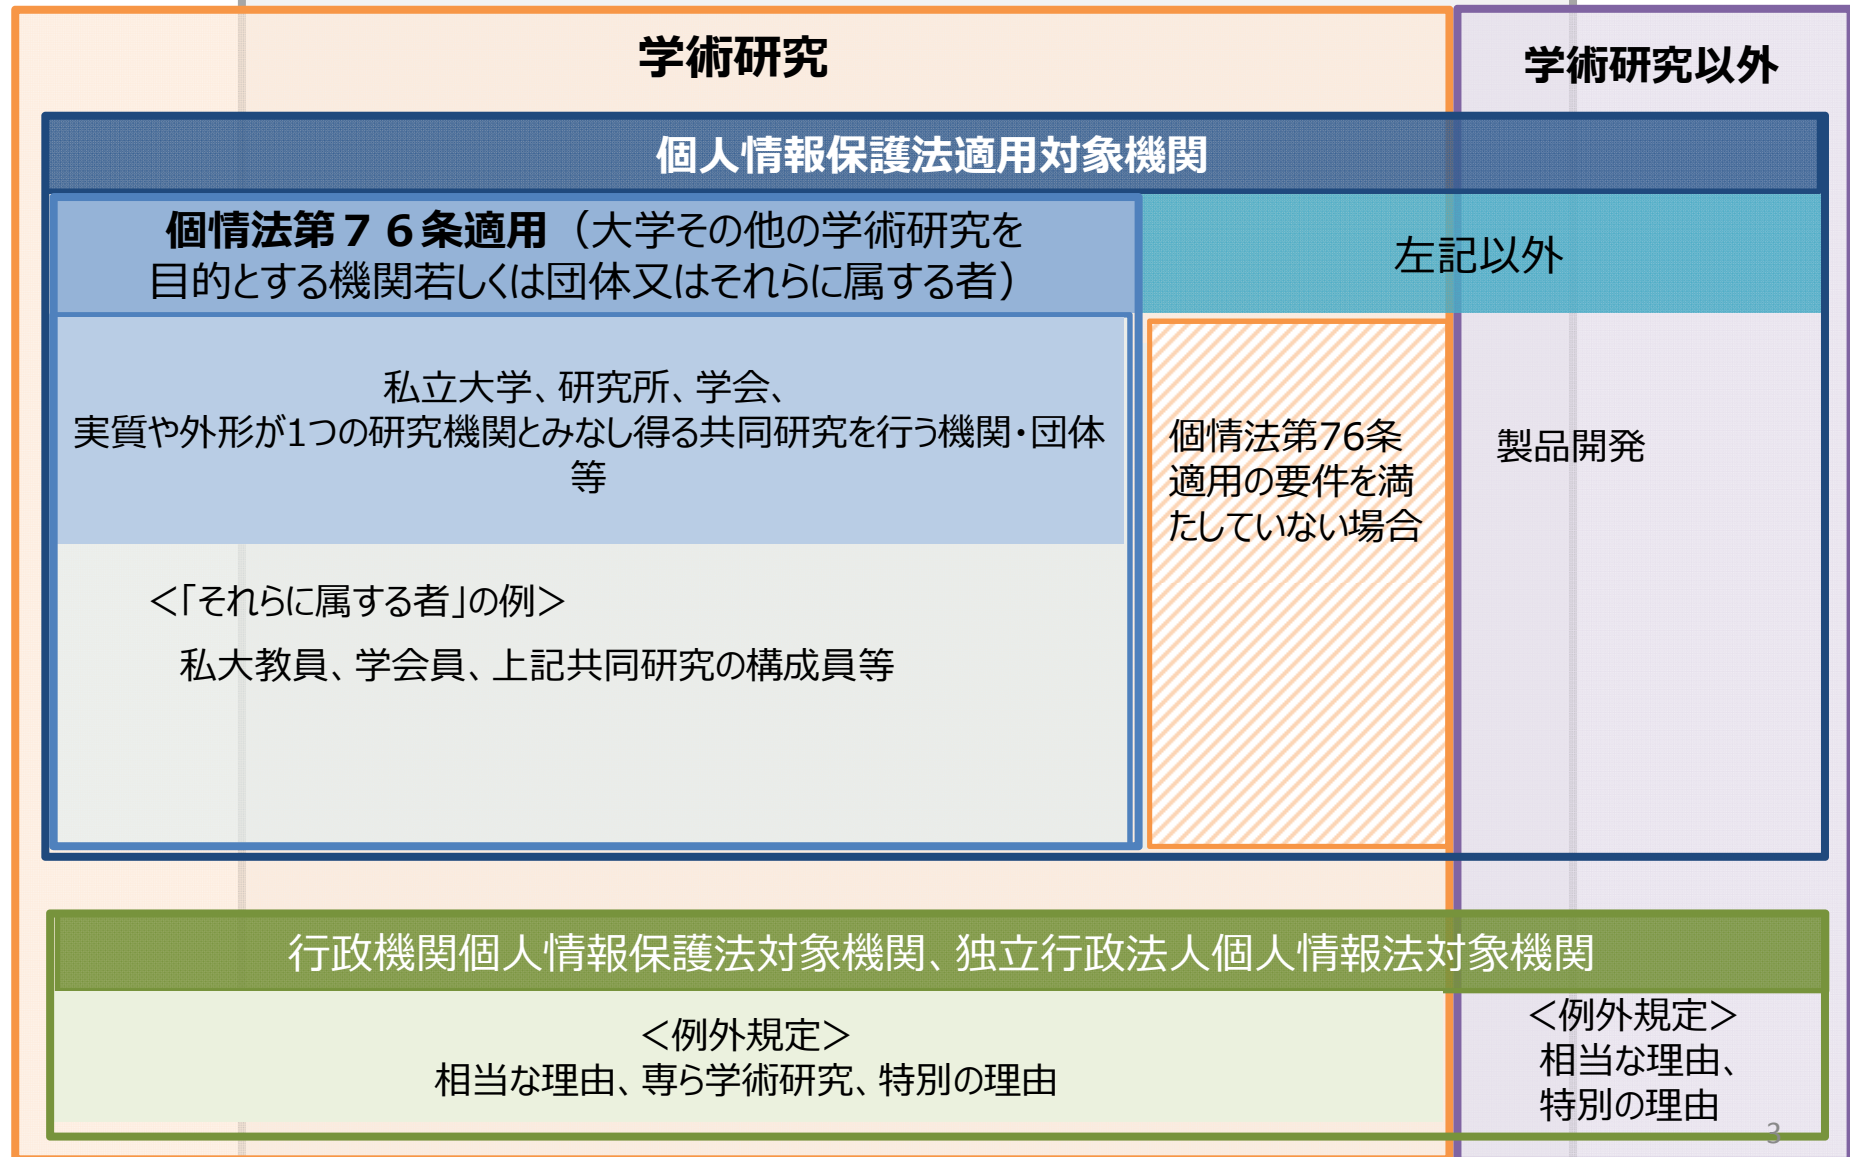 学術研究
学術研究以外
個人情報保護法適用対象機関
個情法第７６条適用（大学その他の学術研究を
目的とする機関若しくは団体又はそれらに属する者）
左記以外
私立大学、研究所、学会、
実質や外形が1つの研究機関とみなし得る共同研究を行う機関・団体
等
＜「それらに属する者」の例＞
私大教員、学会員、上記共同研究の構成員等
個情法第76条
適用の要件を満
たしていない場合
製品開発
行政機関個人情報保護法対象機関、独立行政法人個人情報法対象機関
＜例外規定＞
相当な理由、専ら学術研究、特別の理由
＜例外規定＞
相当な理由、
特別の理由
3